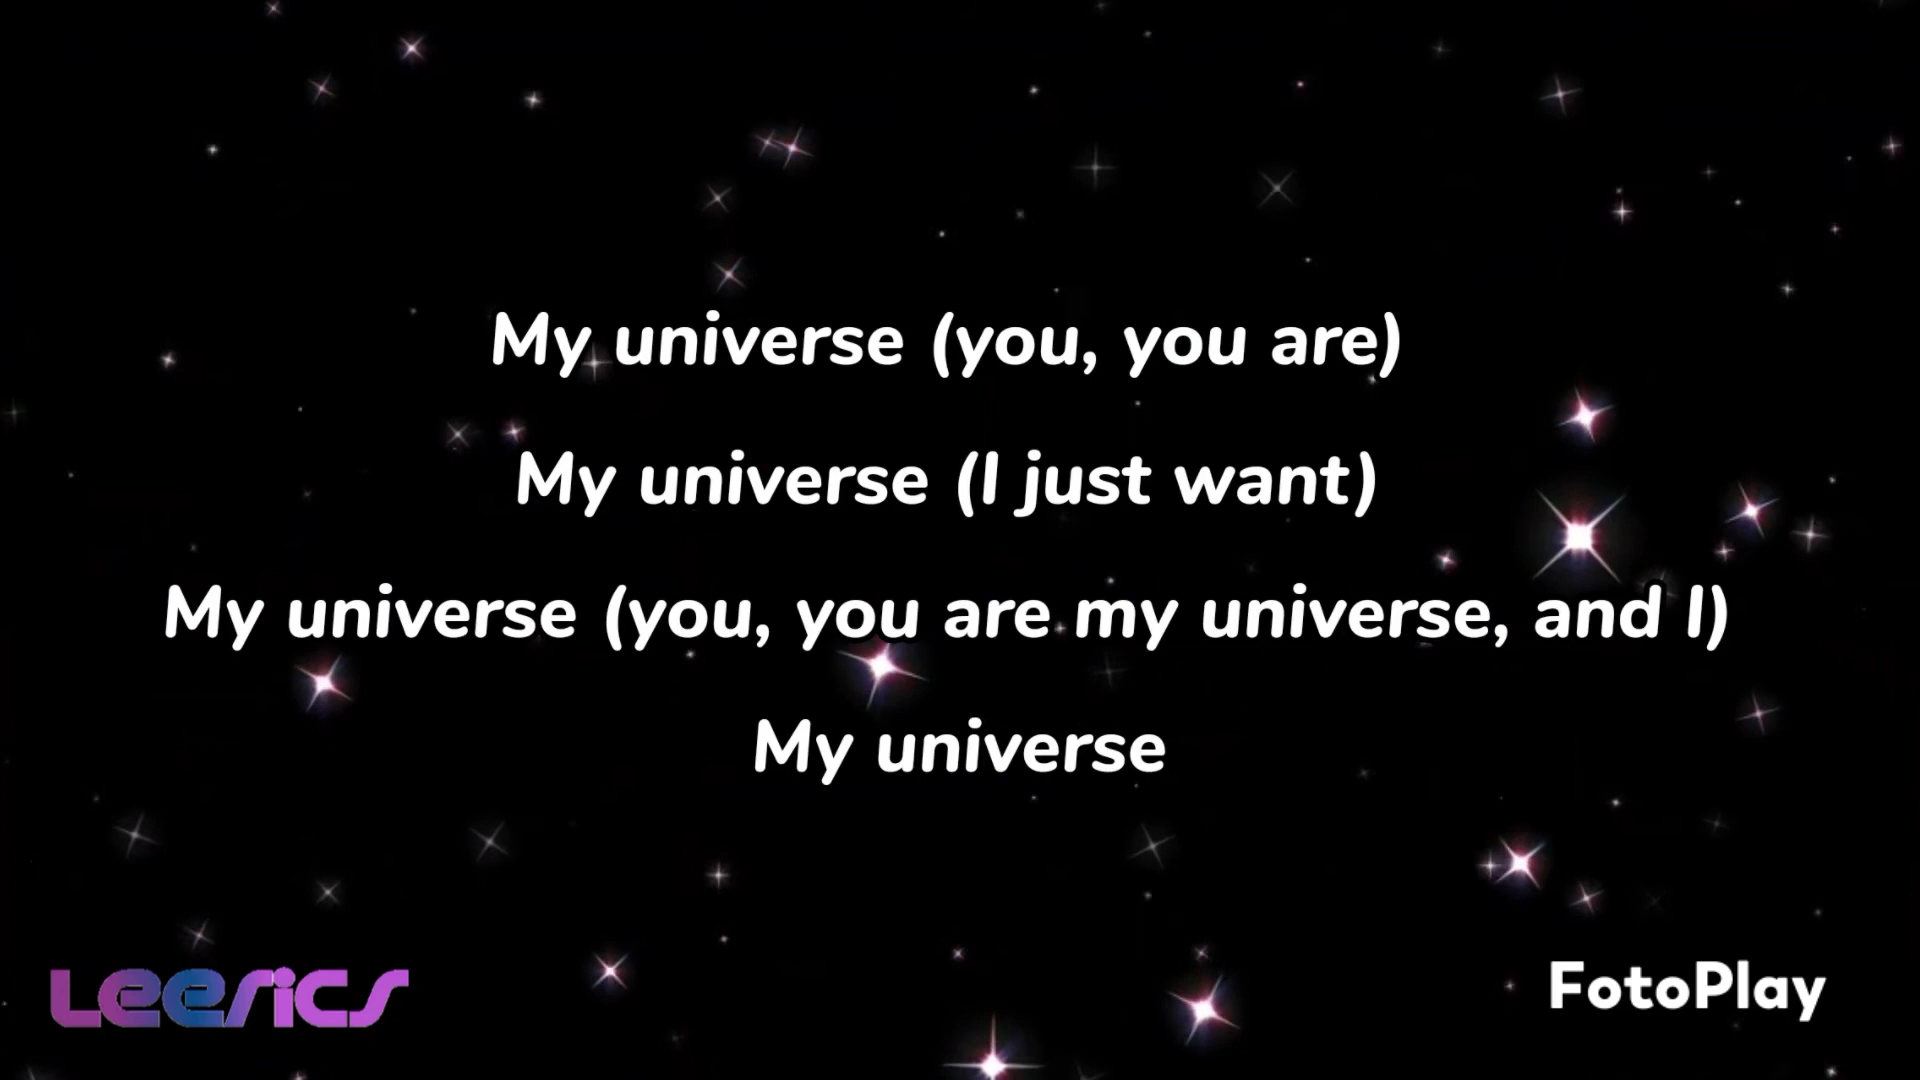 My universe (you, you are)
My universe (I just want)
My universe (you, you are my universe, and I)
My universe
Leerics
FotoPlay